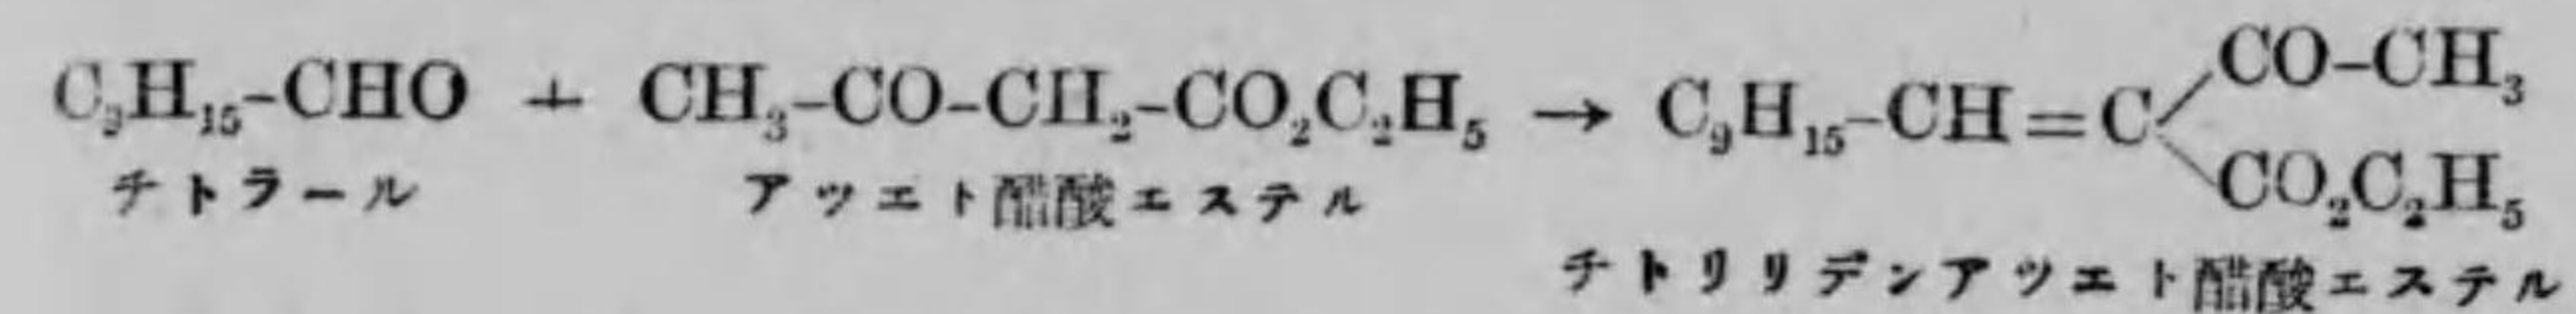 C₉H₁₅-CHO + CH₃-CO-CH₂-CO₂C₂H₅ → C₉H₁₅-CH=C
CO-CH₃
CO₂C₂H₅
チトラール
アツエト醋酸エステル
チトリリデンアツエト醋酸エステル